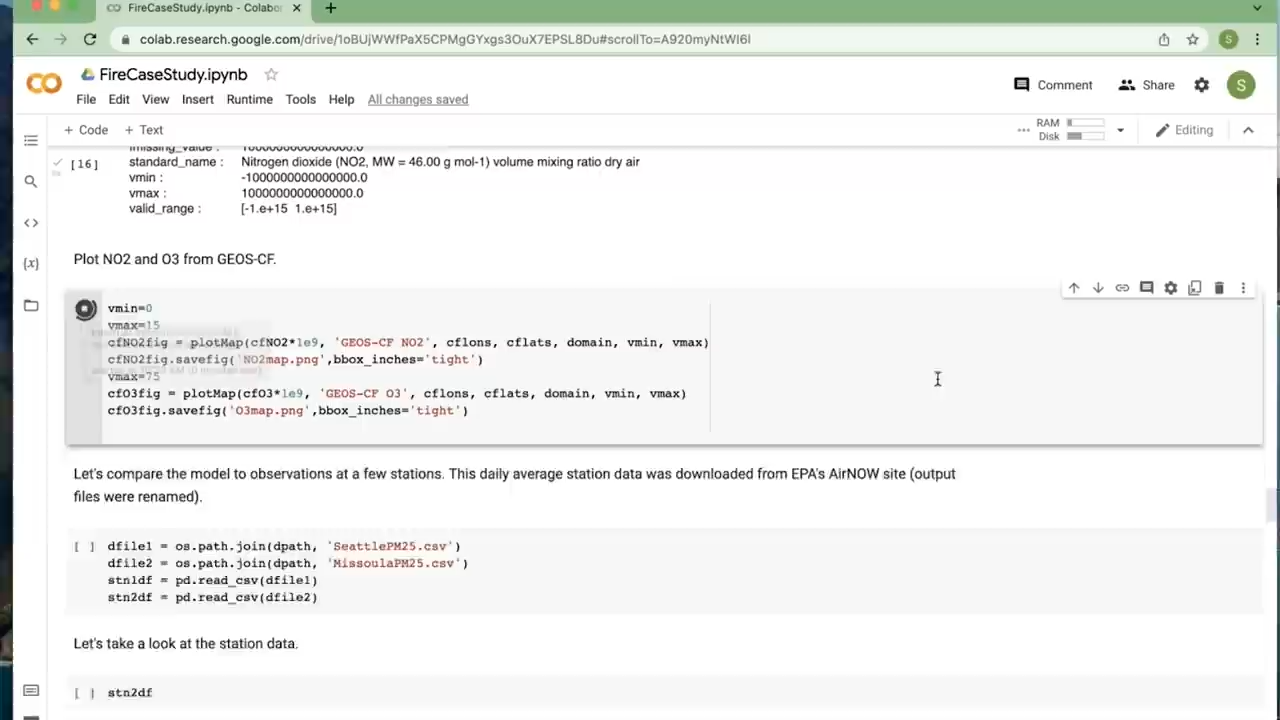 FireCaseStudy.ipynb - Colabo
colab.research.google.com/drive/1oBUjWWfPaX5CPMgGYxgs3OuX7EPSL8Du#scrollTo=A920myNtWI6I
S
FireCaseStudy.ipynb
Comment
Share
S
File Edit View Insert Runtime Tools Help All changes saved
+ Code + Text
RAM
Disk
Editing
missing_value : 1000000000000000.0
[16]
standard_name : Nitrogen dioxide (NO2, MW = 46.00 g mol-1) volume mixing ratio dry air
vmin : -1000000000000000.0
vmax : 1000000000000000.0
valid_range : [-1.e+15 1.e+15]
Plot NO2 and O3 from GEOS-CF.
vmin=0
vmax=15
cfNO2fig = plotMap(cfNO2*1e9, 'GEOS-CF NO2', cflons, cflats, domain, vmin, vmax)
cfNO2fig.savefig('NO2map.png',bbox_inches='tight')
vmax=75
cfO3fig = plotMap(cfO3*1e9, 'GEOS-CF O3', cflons, cflats, domain, vmin, vmax)
cfO3fig.savefig('O3map.png',bbox_inches='tight')
Let's compare the model to observations at a few stations. This daily average station data was downloaded from EPA's AirNOW site (output
files were renamed).
[ ] dfile1 = os.path.join(dpath, 'SeattlePM25.csv')
dfile2 = os.path.join(dpath, 'MissoulaPM25.csv')
stn1df = pd.read_csv(dfile1)
stn2df = pd.read_csv(dfile2)
Let's take a look at the station data.
[ ] stn2df